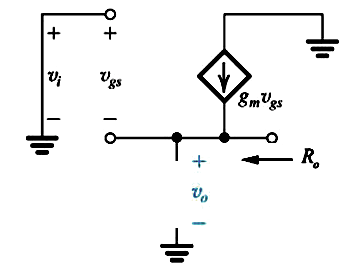 + +
v_i v_gs
− −
g_m v_gs
+
v_o
−
R_o